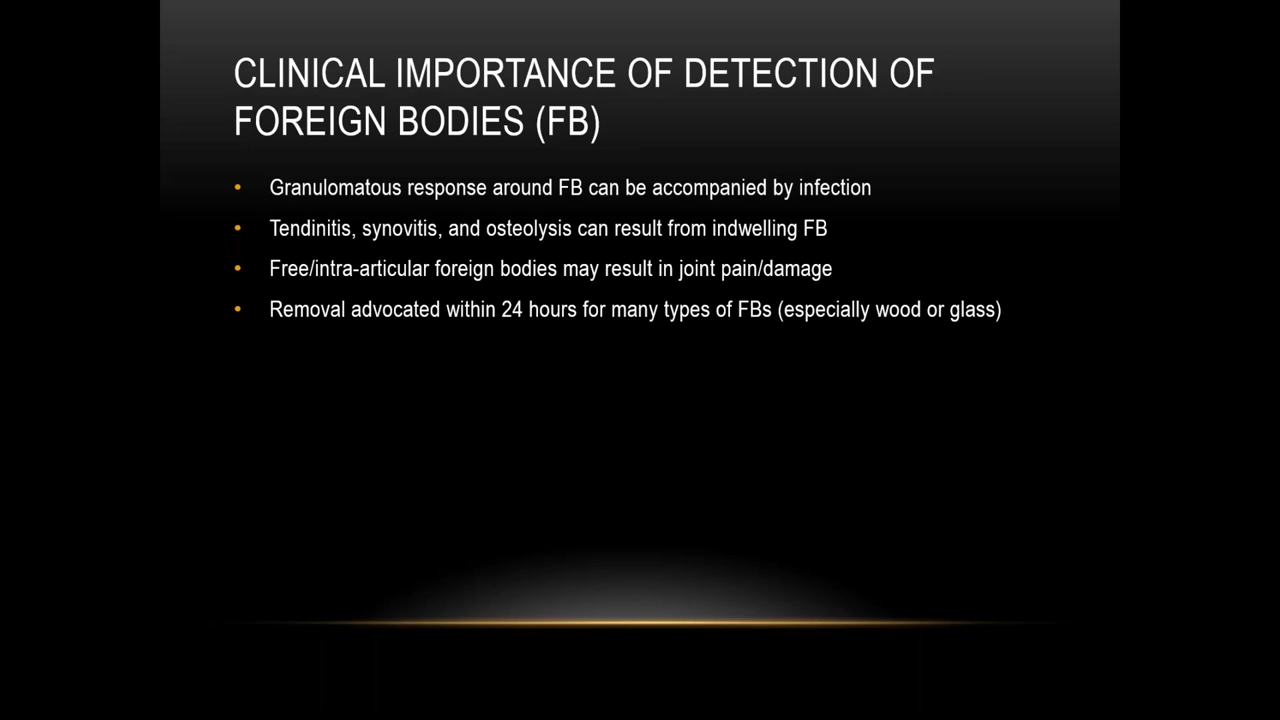 CLINICAL IMPORTANCE OF DETECTION OF
FOREIGN BODIES (FB)
• Granulomatous response around FB can be accompanied by infection
• Tendinitis, synovitis, and osteolysis can result from indwelling FB
• Free/intra-articular foreign bodies may result in joint pain/damage
• Removal advocated within 24 hours for many types of FBs (especially wood or glass)